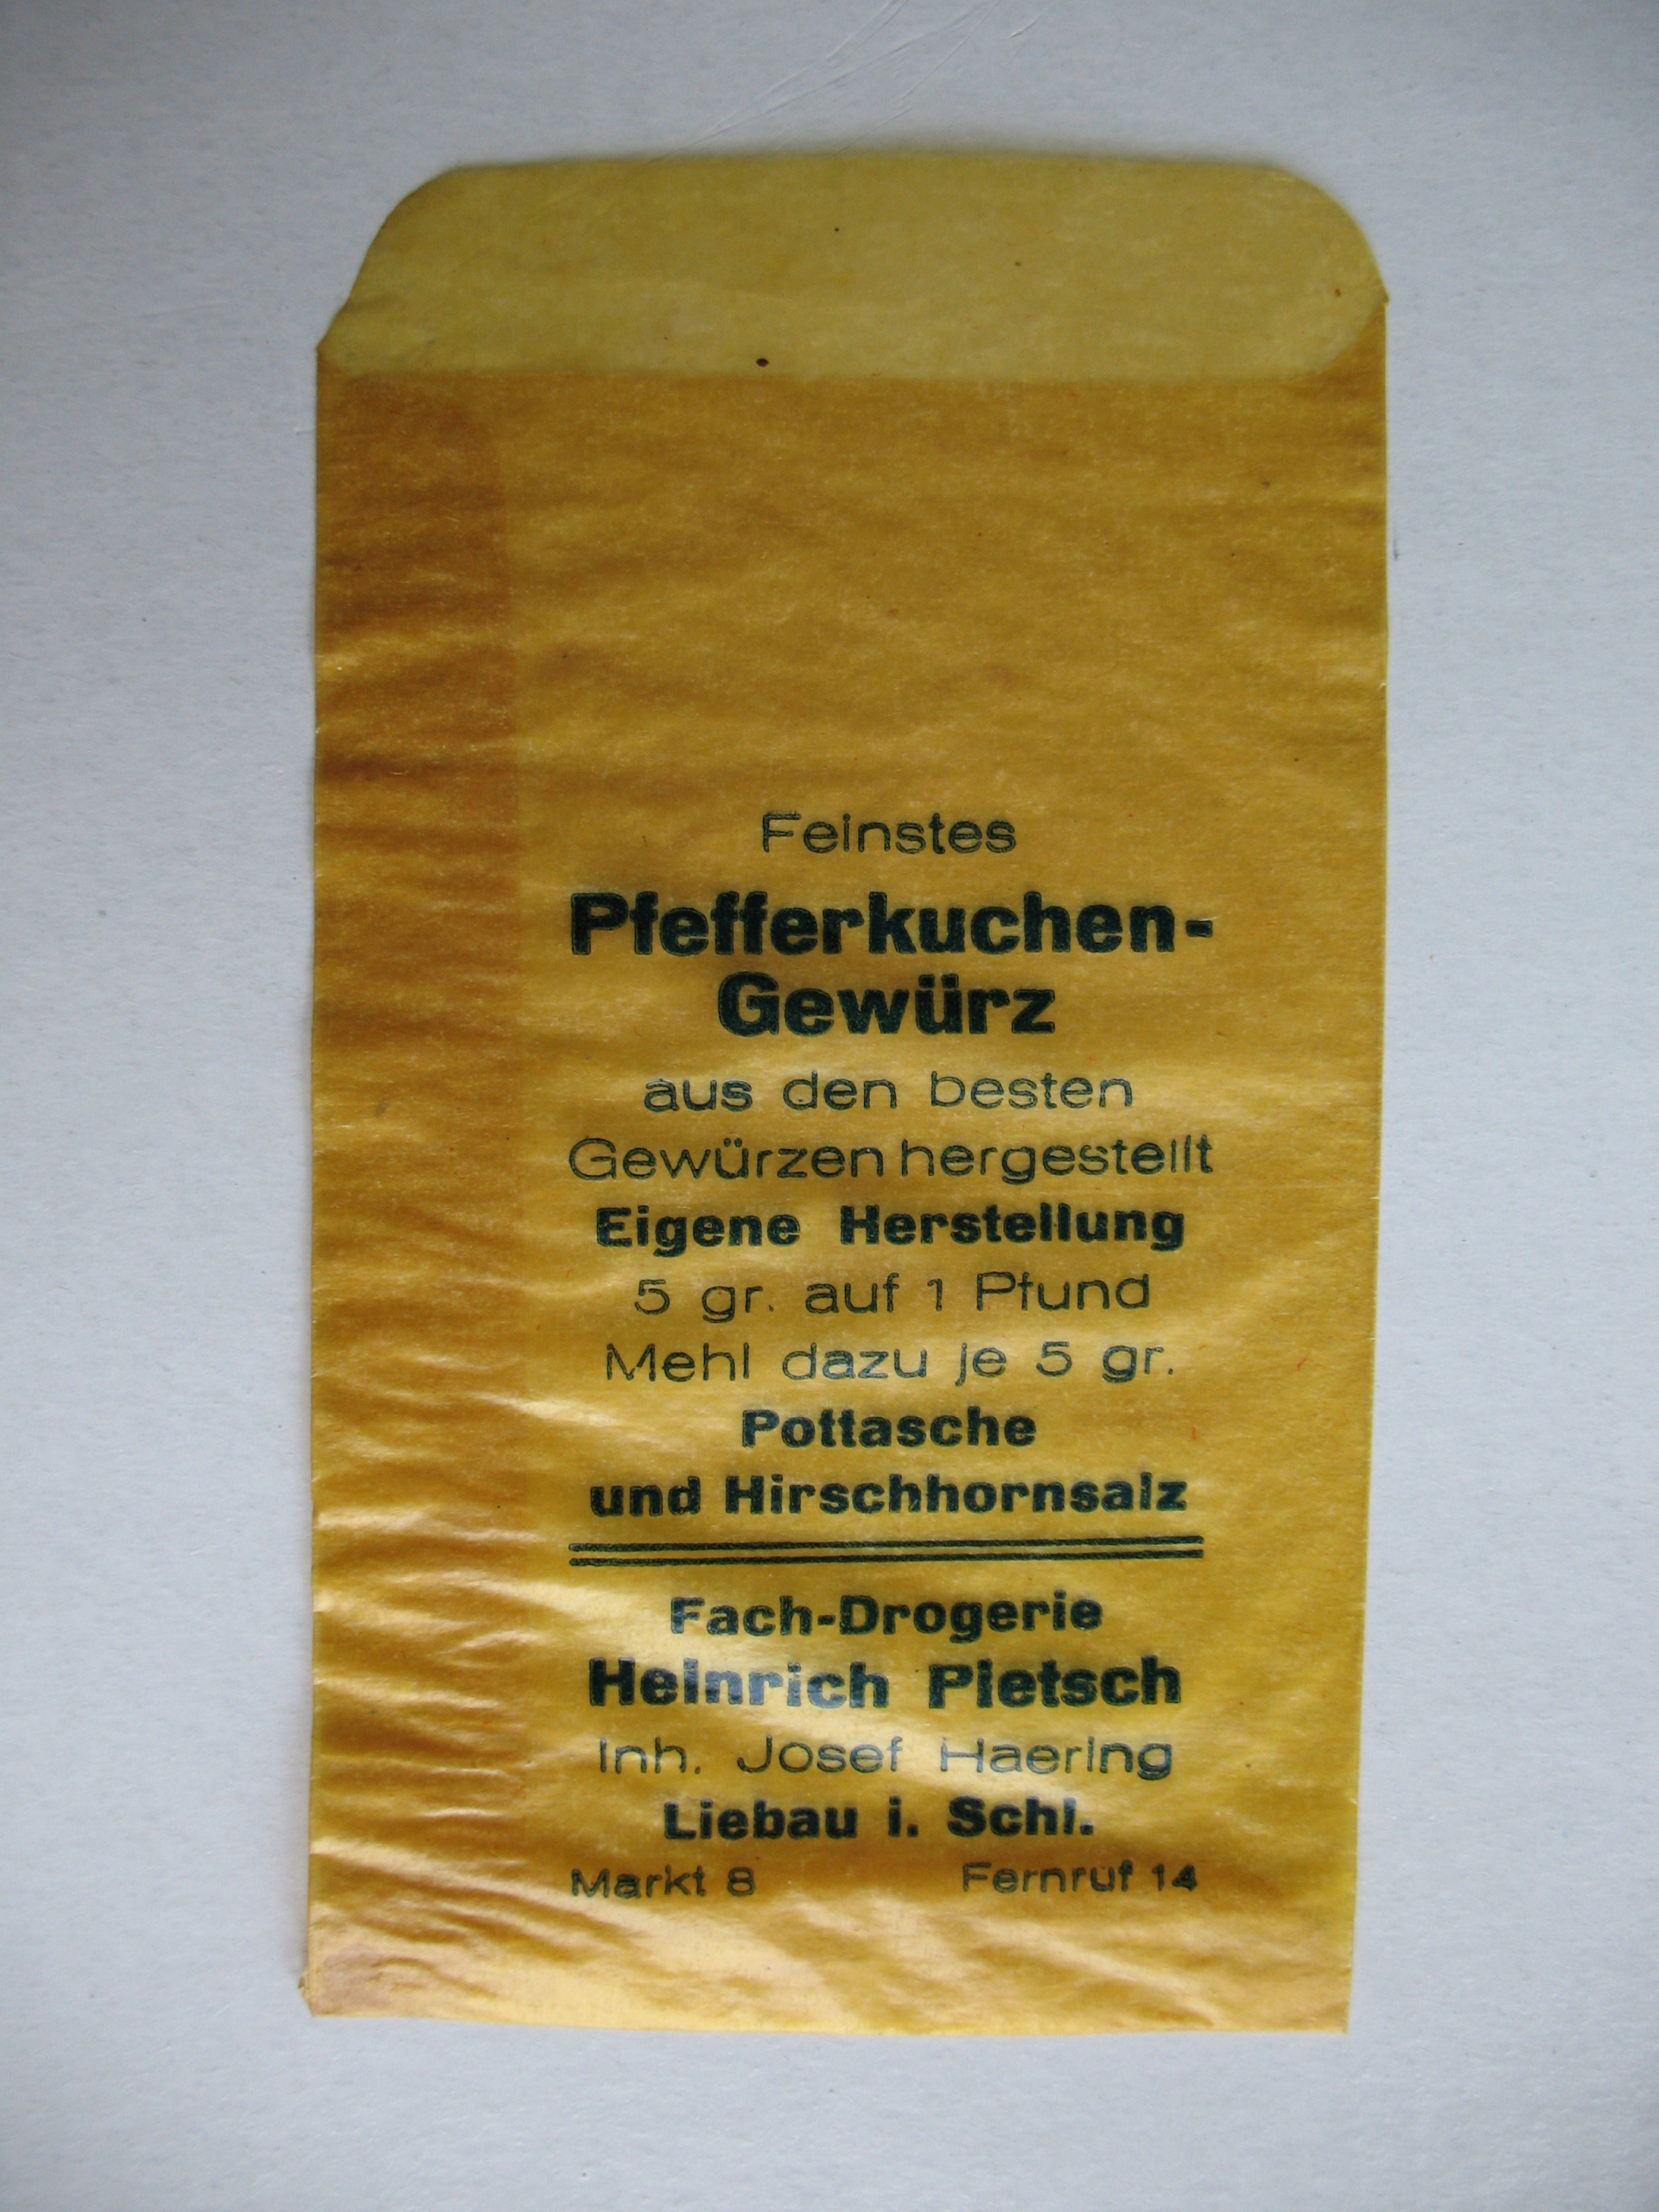 Feinstes
Pfefferkuchen-
Gewürz
aus den besten
Gewürzen hergestellt
Eigene Herstellung
5 gr. auf 1 Pfund
Mehl dazu je 5 gr.
Pottasche
und Hirschhornsalz
Fach-Drogerie
Heinrich Pietsch
Inh. Josef Haering
Liebau i. Schl.
Markt 8 Fernruf 14